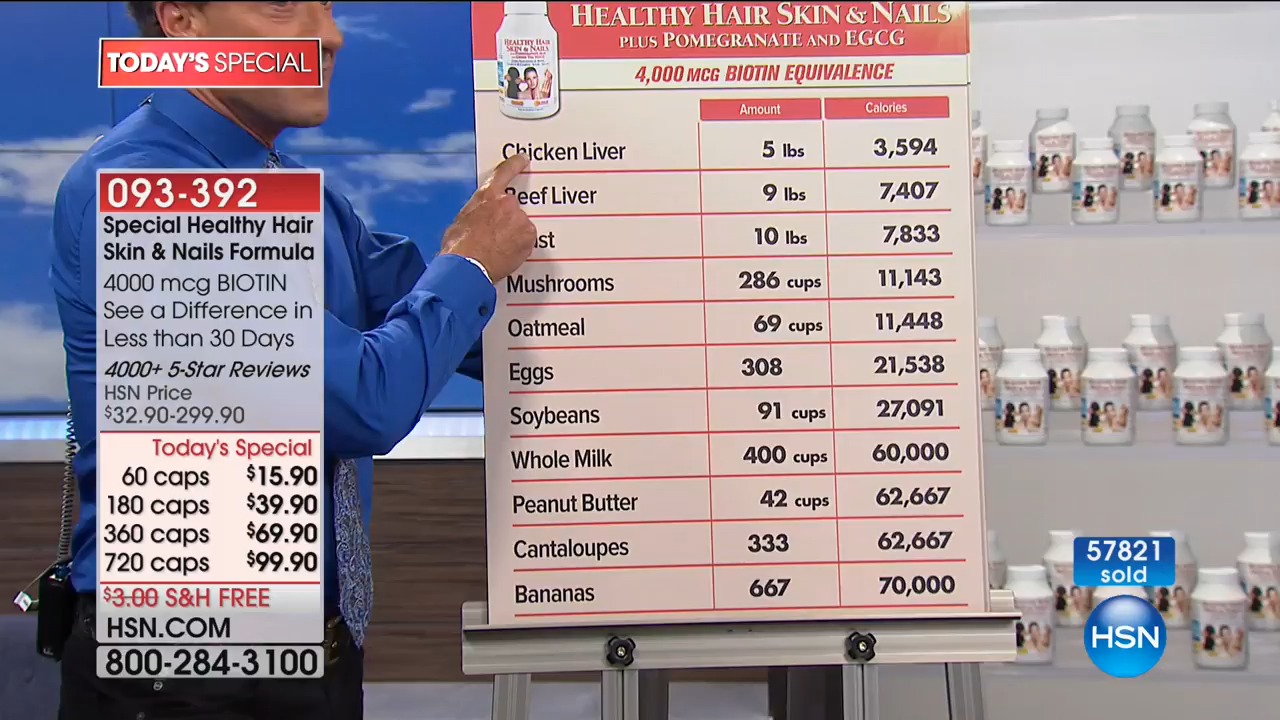 TODAY'S SPECIAL
093-392
Special Healthy Hair
Skin & Nails Formula
4000 mcg BIOTIN
See a Difference in
Less than 30 Days
4000+ 5-Star Reviews
HSN Price
$32.90-299.90
Today's Special
60 caps $15.90
180 caps $39.90
360 caps $69.90
720 caps $99.90
$3.00 S&H FREE
HSN.COM
800-284-3100
HEALTHY HAIR SKIN & NAILS
PLUS POMEGRANATE AND EGCG
4,000 MCG BIOTIN EQUIVALENCE
HEALTHY HAIR
SKIN & NAILS
Amount Calories
Chicken Liver 5 lbs 3,594
Beef Liver 9 lbs 7,407
10 lbs 7,833
Mushrooms 286 cups 11,143
Oatmeal 69 cups 11,448
Eggs 308 21,538
Soybeans 91 cups 27,091
Whole Milk 400 cups 60,000
Peanut Butter 42 cups 62,667
Cantaloupes 333 62,667
Bananas 667 70,000
57821
sold
HSN